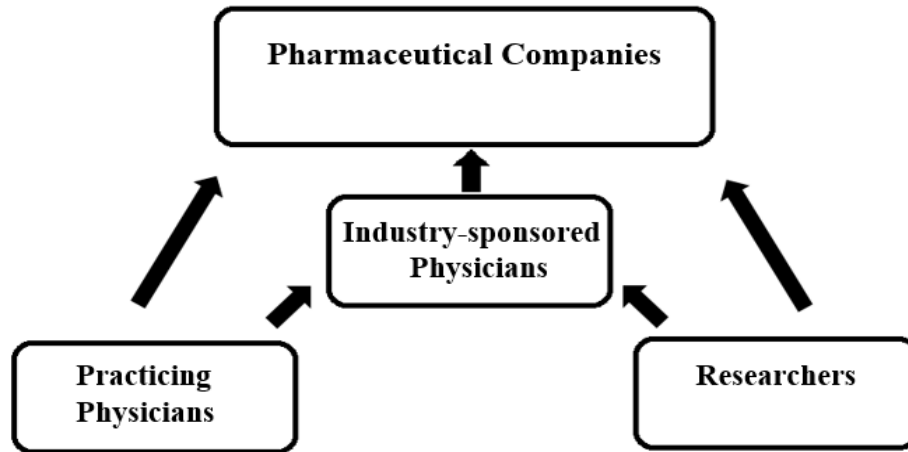 Pharmaceutical Companies
Industry-sponsored
Physicians
Practicing
Physicians
Researchers